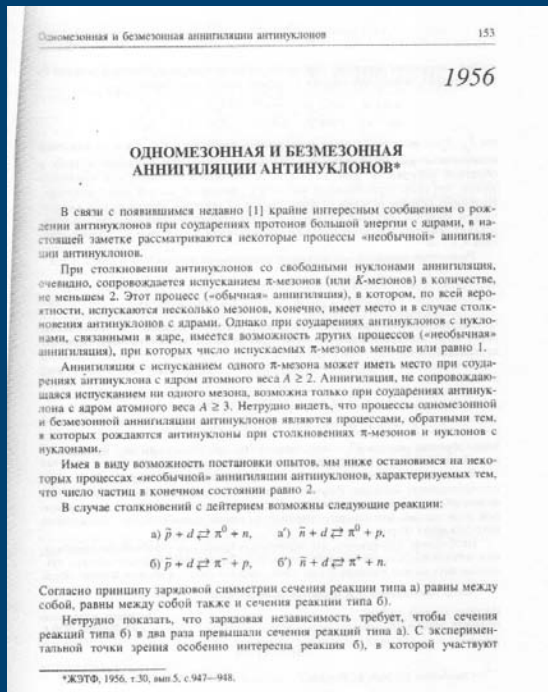 Одномезонная и безмезонная аннигиляции антинуклонов 153
1956
ОДНОМЕЗОННАЯ И БЕЗМЕЗОННАЯ
АННИГИЛЯЦИИ АНТИНУКЛОНОВ*
В связи с появившимся недавно [1] крайне интересным сообщением о рож-
дении антинуклонов при соударениях протонов большой энергии с ядрами, в на-
стоящей заметке рассматриваются некоторые процессы «необычной» аннигиля-
ции антинуклонов.
При столкновении антинуклонов со свободными нуклонами аннигиляция,
очевидно, сопровождается испусканием π-мезонов (или K-мезонов) в количестве,
не меньшем 2. Этот процесс («обычная» аннигиляция), в котором, по всей веро-
ятности, испускаются несколько мезонов, конечно, имеет место и в случае столк-
новения антинуклонов с ядрами. Однако при соударениях антинуклонов с нукло-
нами, связанными в ядре, имеется возможность других процессов («необычная»
аннигиляция), при которых число испускаемых π-мезонов меньше или равно 1.
Аннигиляция с испусканием одного π-мезона может иметь место при соуда-
рениях антинуклона с ядром атомного веса A ≥ 2. Аннигиляция, не сопровождаю-
щаяся испусканием ни одного мезона, возможна только при соударениях антинук-
лона с ядром атомного веса A ≥ 3. Нетрудно видеть, что процессы одномезонной
и безмезонной аннигиляции антинуклонов являются процессами, обратными тем,
в которых рождаются антинуклоны при столкновениях π-мезонов и нуклонов с
нуклонами.
Имея в виду возможность постановки опытов, мы ниже остановимся на неко-
торых процессах «необычной» аннигиляции антинуклонов, характеризуемых тем,
что число частиц в конечном состоянии равно 2.
В случае столкновений с дейтерием возможны следующие реакции:
а) p̃ + d ⇄ π⁰ + n, а′) ñ + d ⇄ π⁰ + p,
б) p̃ + d ⇄ π⁻ + p, б′) ñ + d ⇄ π⁺ + n.
Согласно принципу зарядовой симметрии сечения реакции типа а) равны между
собой, равны между собой также и сечения реакции типа б).
Нетрудно показать, что зарядовая независимость требует, чтобы сечения
реакций типа б) в два раза превышали сечения реакций типа а). С эксперимен-
тальной точки зрения особенно интересна реакция б), в которой участвуют
*ЖЭТФ, 1956, т.30, вып.5, с.947—948.